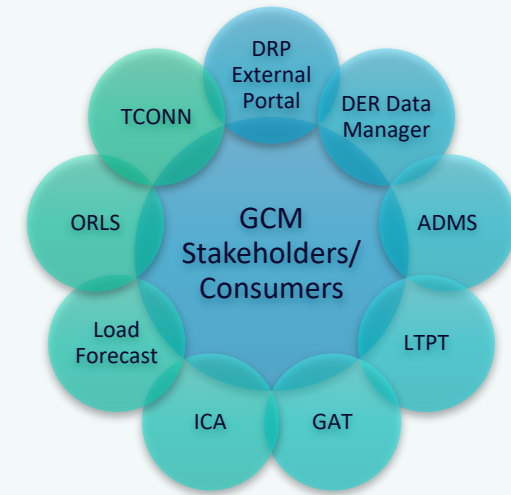 DRP
External
Portal
DER Data
Manager
ADMS
LTPT
GAT
ICA
Load
Forecast
ORLS
TCONN
GCM
Stakeholders/
Consumers